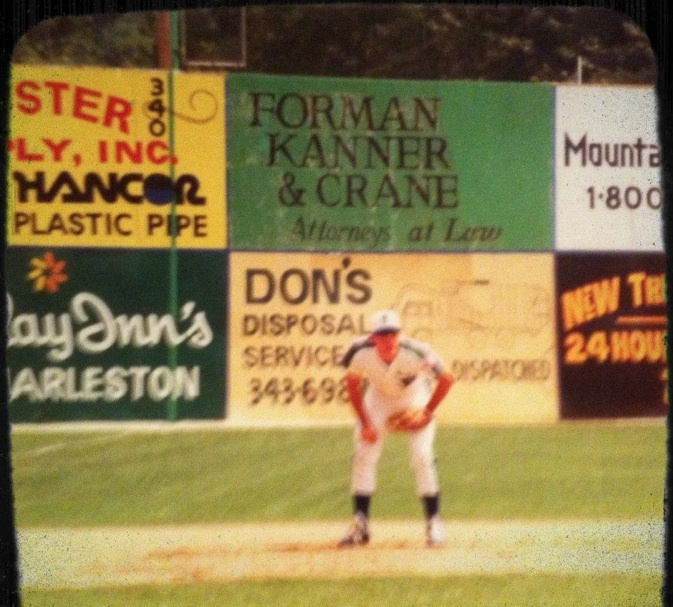 STER
340
LY, INC.
HANCOR
PLASTIC PIPE
FORMAN
KANNER
& CRANE
Attorneys at Law
Mounta
1·800
ayInn's
ARLESTON
DON'S
DISPOSAL
SERVICE
343-698
DISPATCHED
NEW TR
24 HOU